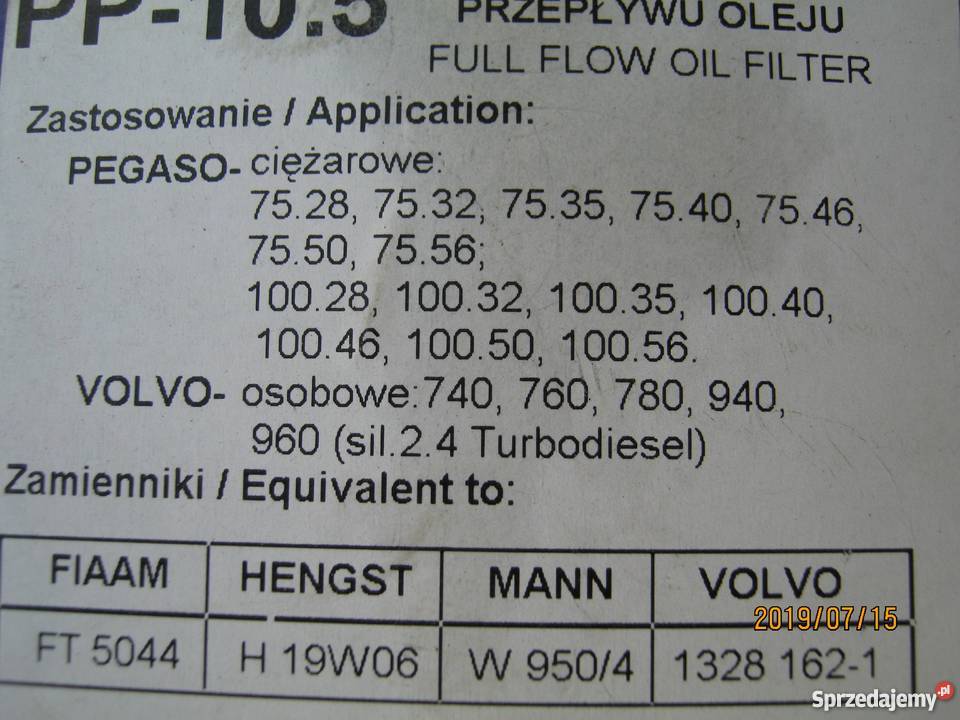 PP-10.5 PRZEPŁYWU OLEJU
FULL FLOW OIL FILTER
Zastosowanie / Application:
PEGASO- ciężarowe:
75.28, 75.32, 75.35, 75.40, 75.46,
75.50, 75.56;
100.28, 100.32, 100.35, 100.40,
100.46, 100.50, 100.56.
VOLVO- osobowe:740, 760, 780, 940,
960 (sil.2.4 Turbodiesel)
Zamienniki / Equivalent to:
FIAAM HENGST MANN VOLVO
2019/07/15
FT 5044 H 19W06 W 950/4 1328 162-1
Sprzedajemy.pl